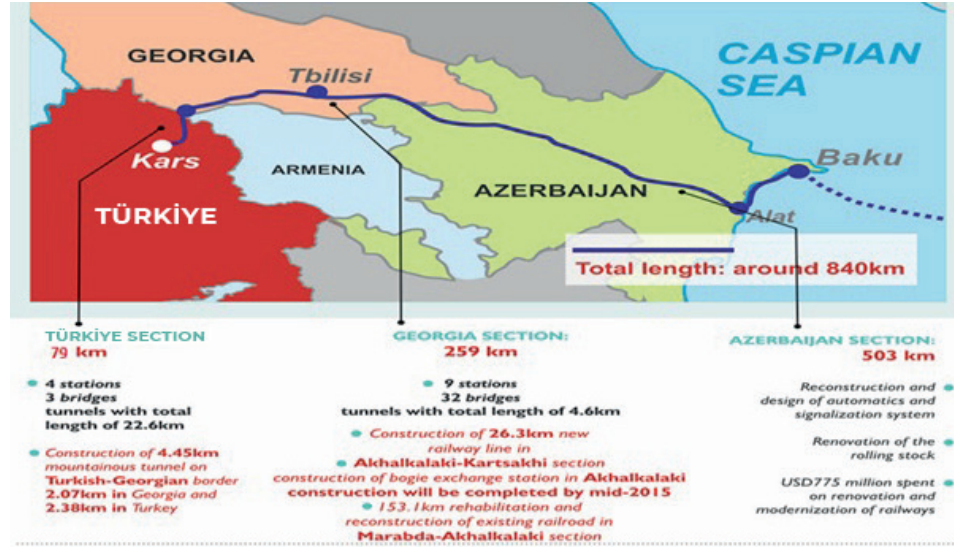 GEORGIA
Tbilisi
CASPIAN
SEA
Kars
ARMENIA
Baku
AZERBAIJAN
TÜRKİYE
Alat
Total length: around 840km
TÜRKİYE SECTION
79 km
4 stations
3 bridges
tunnels with total
length of 22.6km
Construction of 4.45km
mountainous tunnel on
Turkish-Georgian border
2.07km in Georgia and
2.38km in Turkey
GEORGIA SECTION:
259 km
9 stations
32 bridges
tunnels with total length of 4.6km
Construction of 26.3km new
railway line in
Akhalkalaki-Kartsakhi section
construction of bogie exchange station in Akhalkalaki
construction will be completed by mid-2015
153.1km rehabilitation and
reconstruction of existing railroad in
Marabda-Akhalkalaki section
AZERBAIJAN SECTION:
503 km
Reconstruction and
design of automatics and
signalization system
Renovation of the
rolling stock
USD775 million spent
on renovation and
modernization of railways